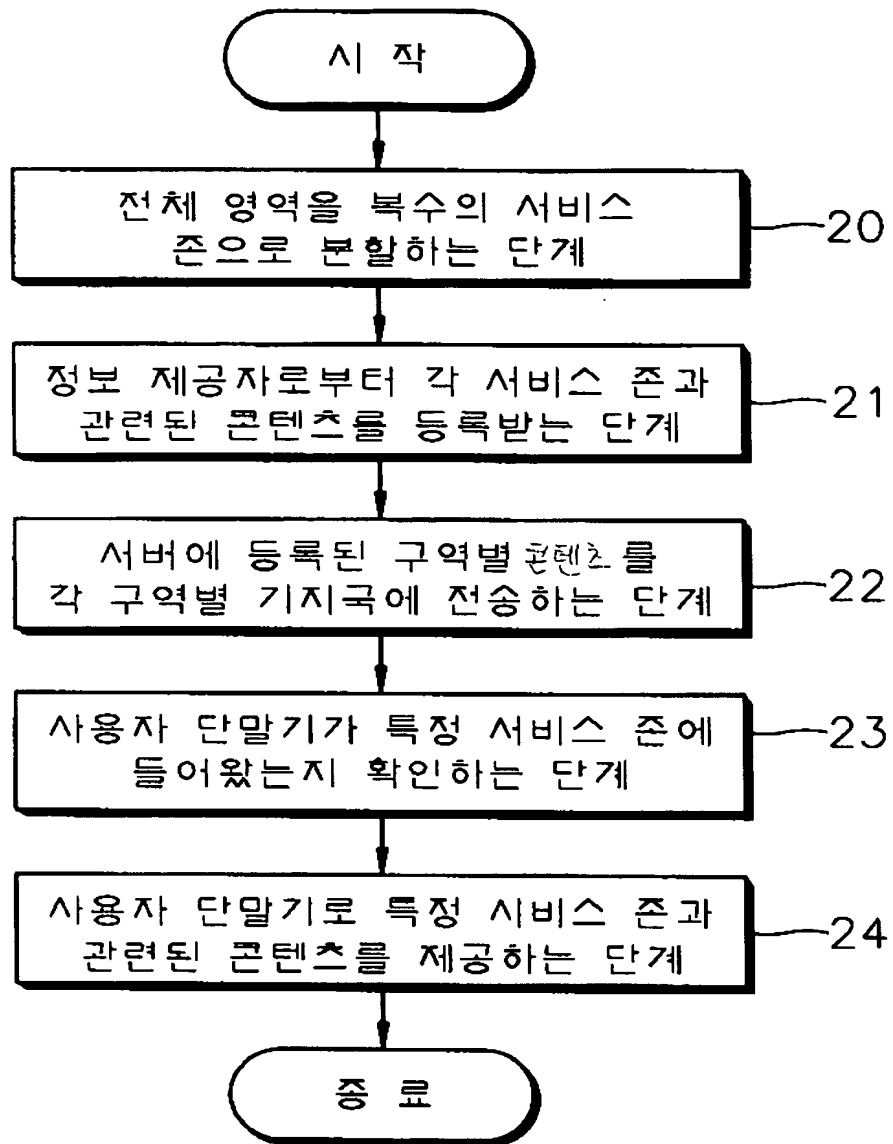 시 작
전체 영역을 복수의 서비스
존으로 분할하는 단계
20
정보 제공자로부터 각 서비스 존과
관련된 콘텐츠를 등록받는 단계
21
서버에 등록된 구역별 콘텐츠를
각 구역별 기지국에 전송하는 단계
22
사용자 단말기가 특정 서비스 존에
들어왔는지 확인하는 단계
23
사용자 단말기로 특정 시비스 존과
관련된 콘텐츠를 제공하는 단계
24
종 료